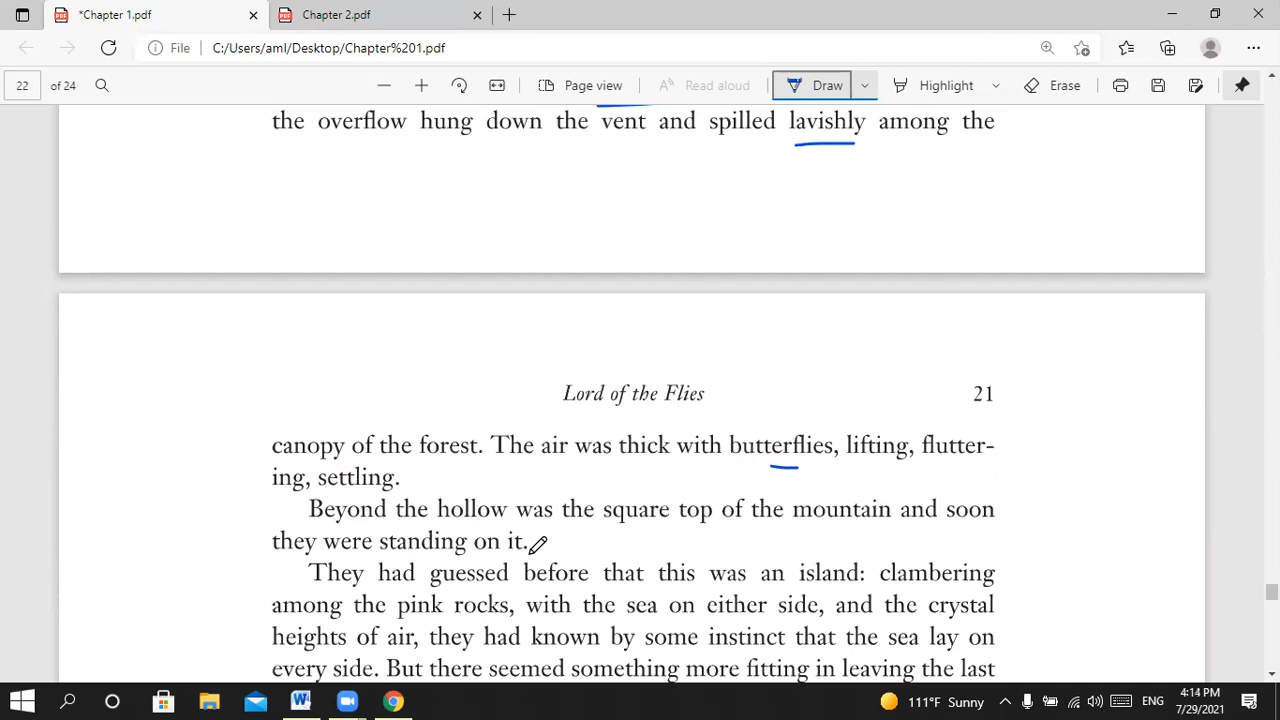 *Chapter 1.pdf
Chapter 2.pdf
File C:/Users/aml/Desktop/Chapter%201.pdf
22 of 24 Page view Read aloud Draw Highlight Erase
the overflow hung down the vent and spilled lavishly among the
Lord of the Flies 21
canopy of the forest. The air was thick with butterflies, lifting, flutter-
ing, settling.
Beyond the hollow was the square top of the mountain and soon
they were standing on it.
They had guessed before that this was an island: clambering
among the pink rocks, with the sea on either side, and the crystal
heights of air, they had known by some instinct that the sea lay on
every side. But there seemed something more fitting in leaving the last
111°F Sunny ENG 4:14 PM
7/29/2021